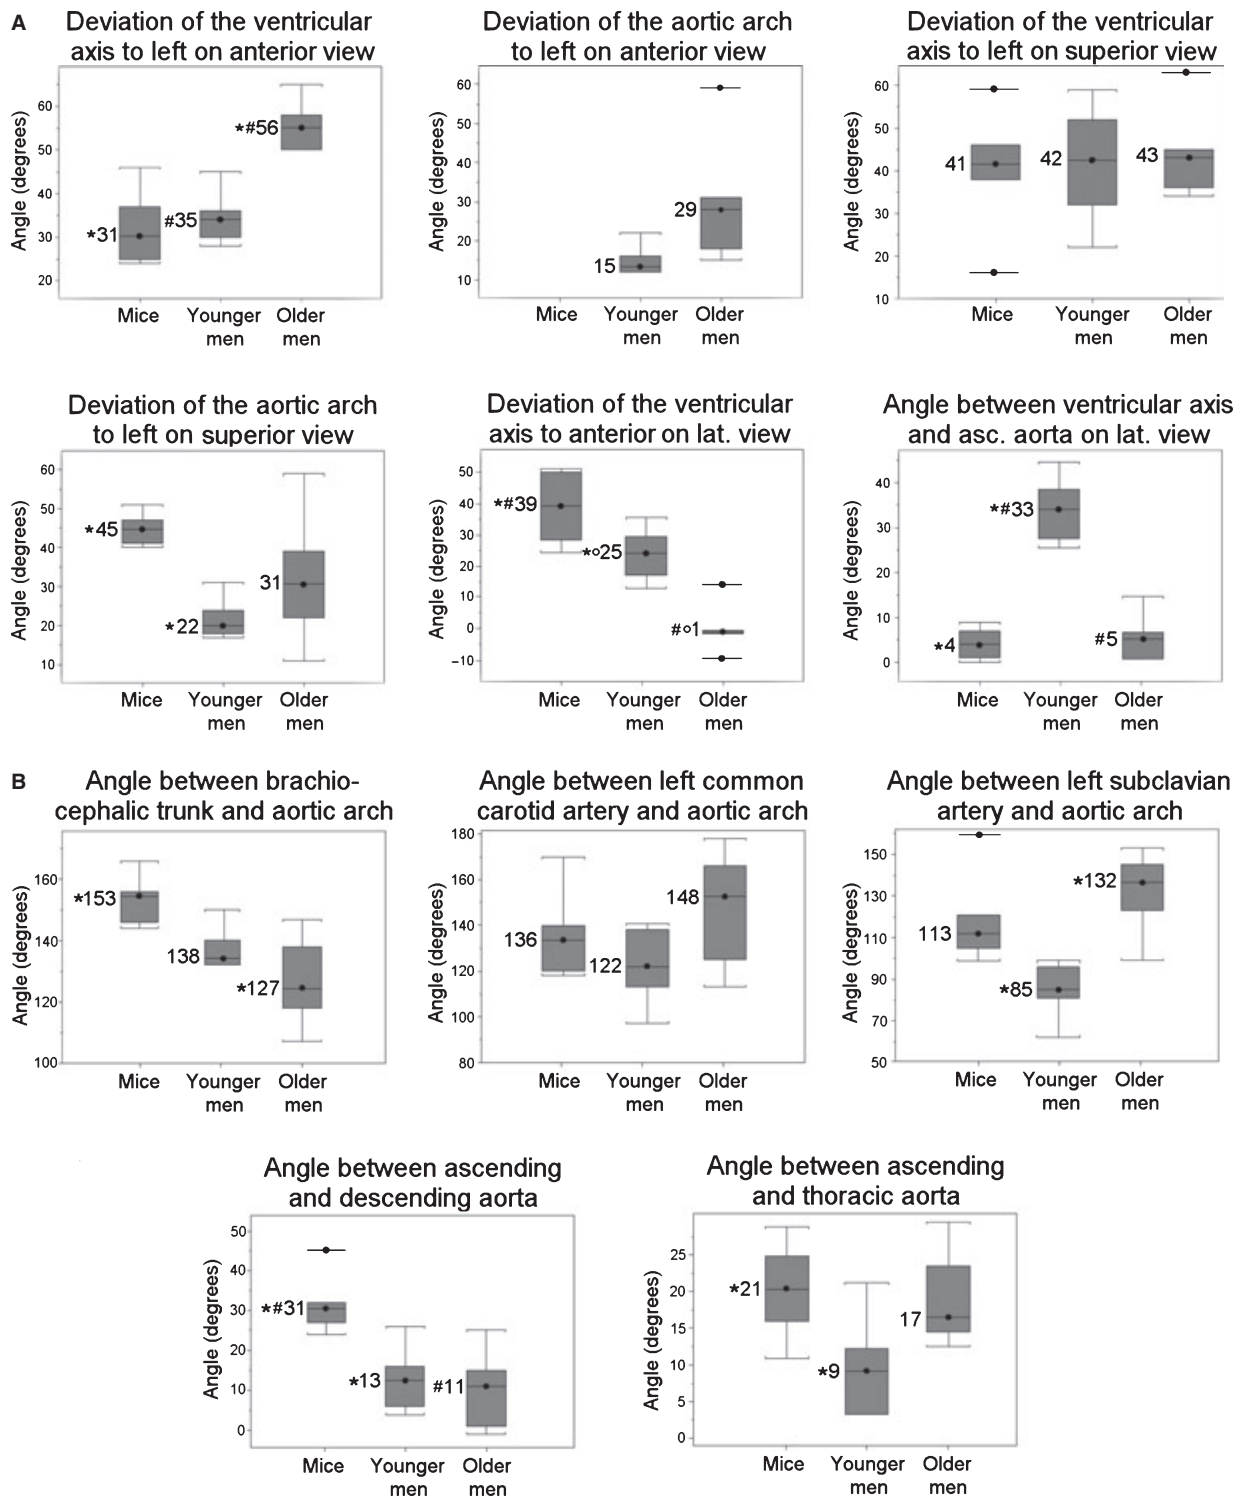 A
Deviation of the ventricular
axis to left on anterior view
Angle (degrees)
60
50
40
30
20
*31
#35
*#56
Mice
Younger
men
Older
men
Deviation of the aortic arch
to left on anterior view
Angle (degrees)
60
50
40
30
20
10
15
29
Mice
Younger
men
Older
men
Deviation of the ventricular
axis to left on superior view
Angle (degrees)
60
50
40
30
20
10
41
42
43
Mice
Younger
men
Older
men
Deviation of the aortic arch
to left on superior view
Angle (degrees)
60
50
40
30
20
10
*45
*22
31
Mice
Younger
men
Older
men
Deviation of the ventricular
axis to anterior on lat. view
Angle (degrees)
50
40
30
20
10
0
−10
*#39
*°25
#°1
Mice
Younger
men
Older
men
Angle between ventricular axis
and asc. aorta on lat. view
Angle (degrees)
40
30
20
10
0
*4
*#33
#5
Mice
Younger
men
Older
men
B
Angle between brachio-
cephalic trunk and aortic arch
Angle (degrees)
160
140
120
100
*153
138
*127
Mice
Younger
men
Older
men
Angle between left common
carotid artery and aortic arch
Angle (degrees)
180
160
140
120
100
80
136
122
148
Mice
Younger
men
Older
men
Angle between left subclavian
artery and aortic arch
Angle (degrees)
150
130
110
90
70
50
113
*85
*132
Mice
Younger
men
Older
men
Angle between ascending
and descending aorta
Angle (degrees)
50
40
30
20
10
0
*#31
*13
#11
Mice
Younger
men
Older
men
Angle between ascending
and thoracic aorta
Angle (degrees)
25
20
15
10
5
0
*21
*9
17
Mice
Younger
men
Older
men